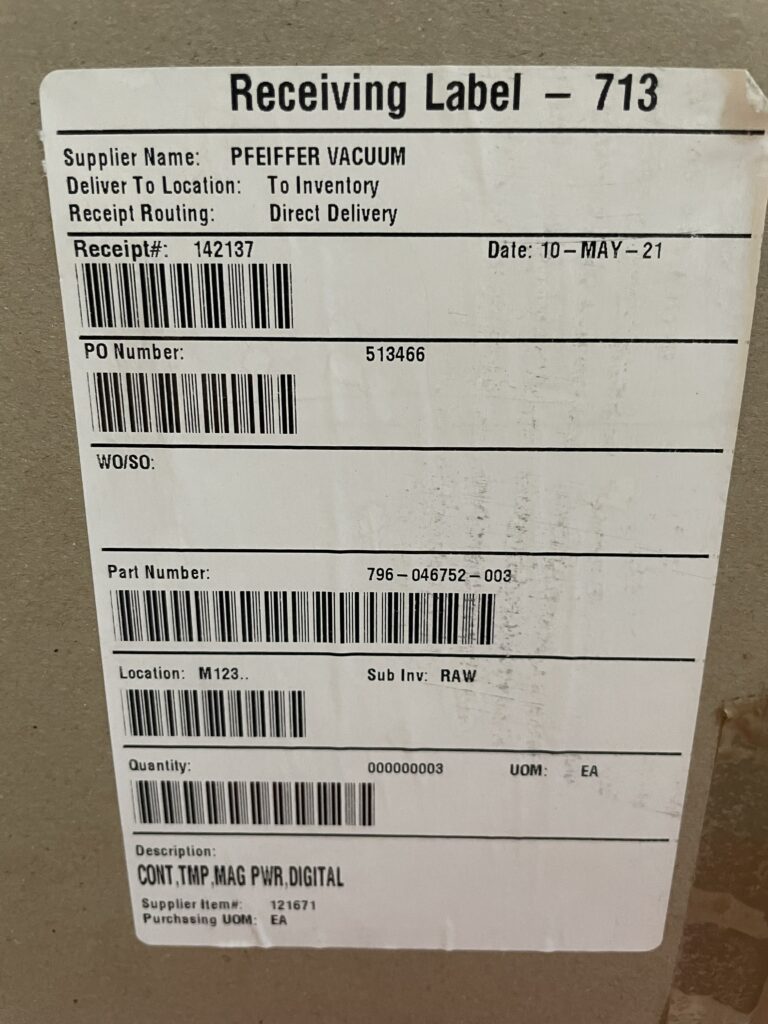 Receiving Label – 713
Supplier Name: PFEIFFER VACUUM
Deliver To Location: To Inventory
Receipt Routing: Direct Delivery
Receipt#: 142137 Date: 10–MAY–21
PO Number: 513466
WO/SO:
Part Number: 796–046752–003
Location: M123.. Sub Inv: RAW
Quantity: 000000003 UOM: EA
Description:
CONT,TMP,MAG PWR,DIGITAL
Supplier Item#: 121671
Purchasing UOM: EA